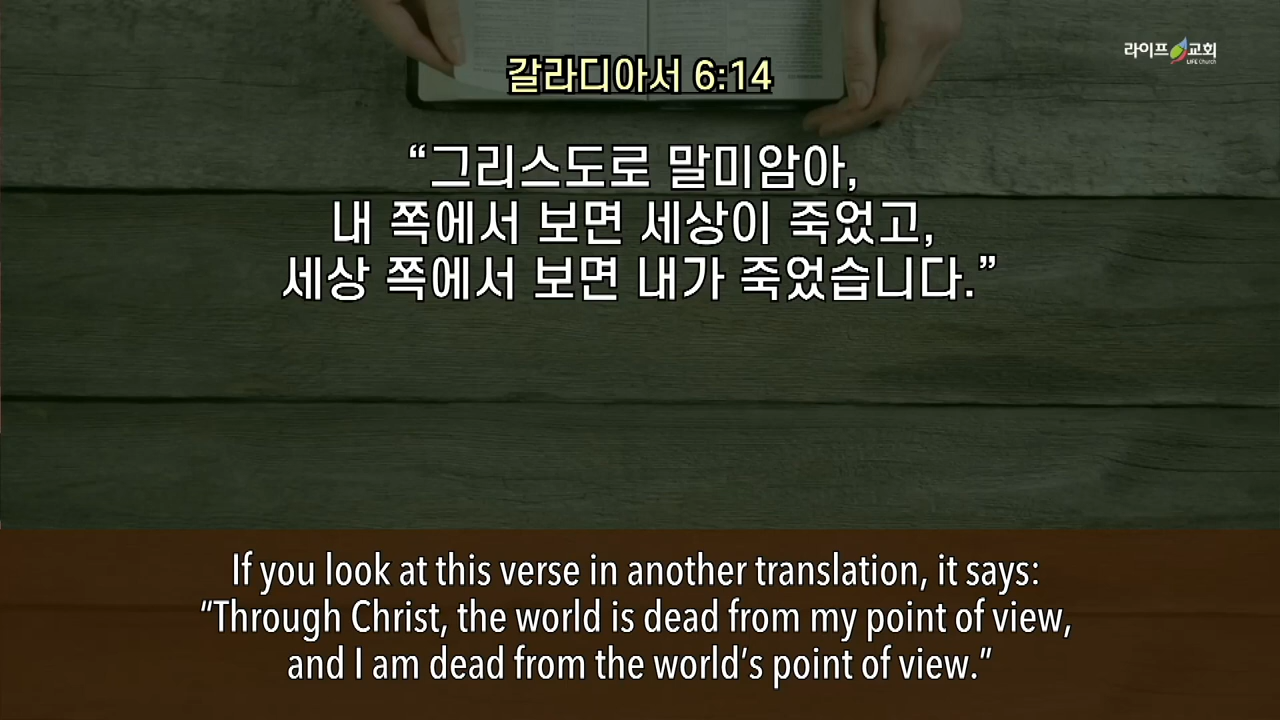 라이프 교회
LIFE Church
갈라디아서 6:14
“그리스도로 말미암아,
내 쪽에서 보면 세상이 죽었고,
세상 쪽에서 보면 내가 죽었습니다.”
If you look at this verse in another translation, it says:
“Through Christ, the world is dead from my point of view,
and I am dead from the world’s point of view.”